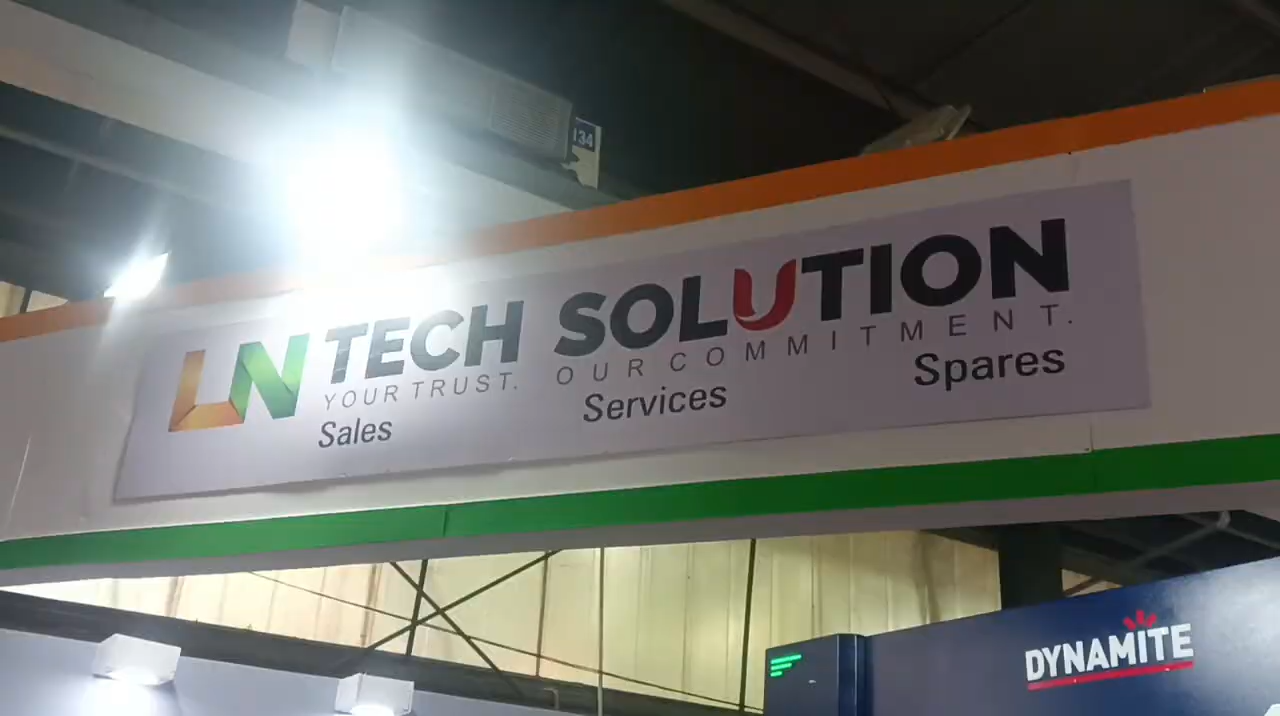 134
LN TECH SOLUTION
YOUR TRUST. OUR COMMITMENT.
Sales Services Spares
DYNAMITE